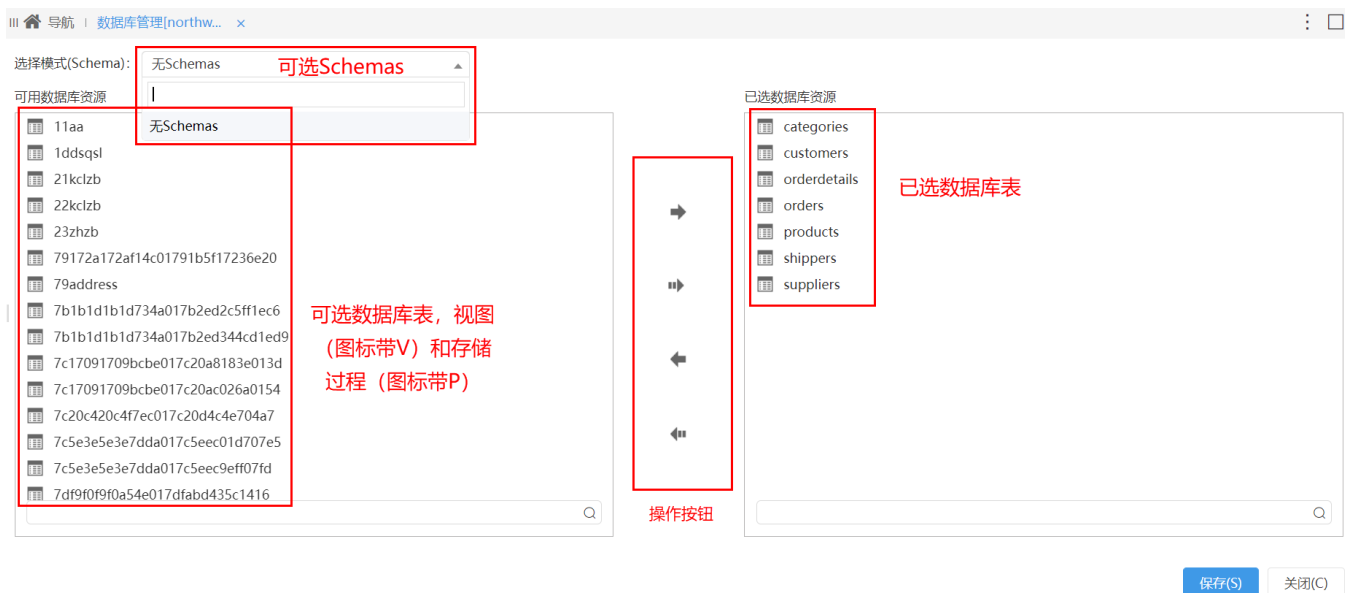 导航 数据库管理[northw... ×
选择模式(Schema): 无Schemas 可选Schemas
可用数据库资源
无Schemas
11aa
1ddsqsl
21kclzb
22kclzb
23zhzb
79172a172af14c01791b5f17236e20
79address
7b1b1d1b1d734a017b2ed2c5ff1ec6
7b1b1d1b1d734a017b2ed344cd1ed9
7c17091709bcbe017c20a8183e013d
7c17091709bcbe017c20ac026a0154
7c20c420c4f7ec017c20d4c4e704a7
7c5e3e5e3e7dda017c5eec01d707e5
7c5e3e5e3e7dda017c5eec9eff07fd
7df9f0f9f0a54e017dfabd435c1416
可选数据库表，视图
（图标带V）和存储
过程（图标带P）
操作按钮
已选数据库资源
categories
customers
orderdetails
orders
products
shippers
suppliers
已选数据库表
保存(S) 关闭(C)